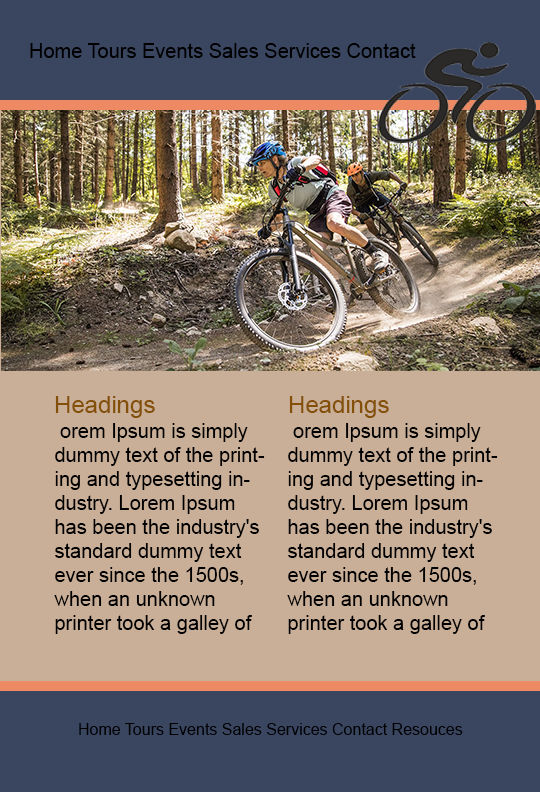 Home Tours Events Sales Services Contact
Headings
orem Ipsum is simply
dummy text of the print-
ing and typesetting in-
dustry. Lorem Ipsum
has been the industry's
standard dummy text
ever since the 1500s,
when an unknown
printer took a galley of
Headings
orem Ipsum is simply
dummy text of the print-
ing and typesetting in-
dustry. Lorem Ipsum
has been the industry's
standard dummy text
ever since the 1500s,
when an unknown
printer took a galley of
Home Tours Events Sales Services Contact Resouces